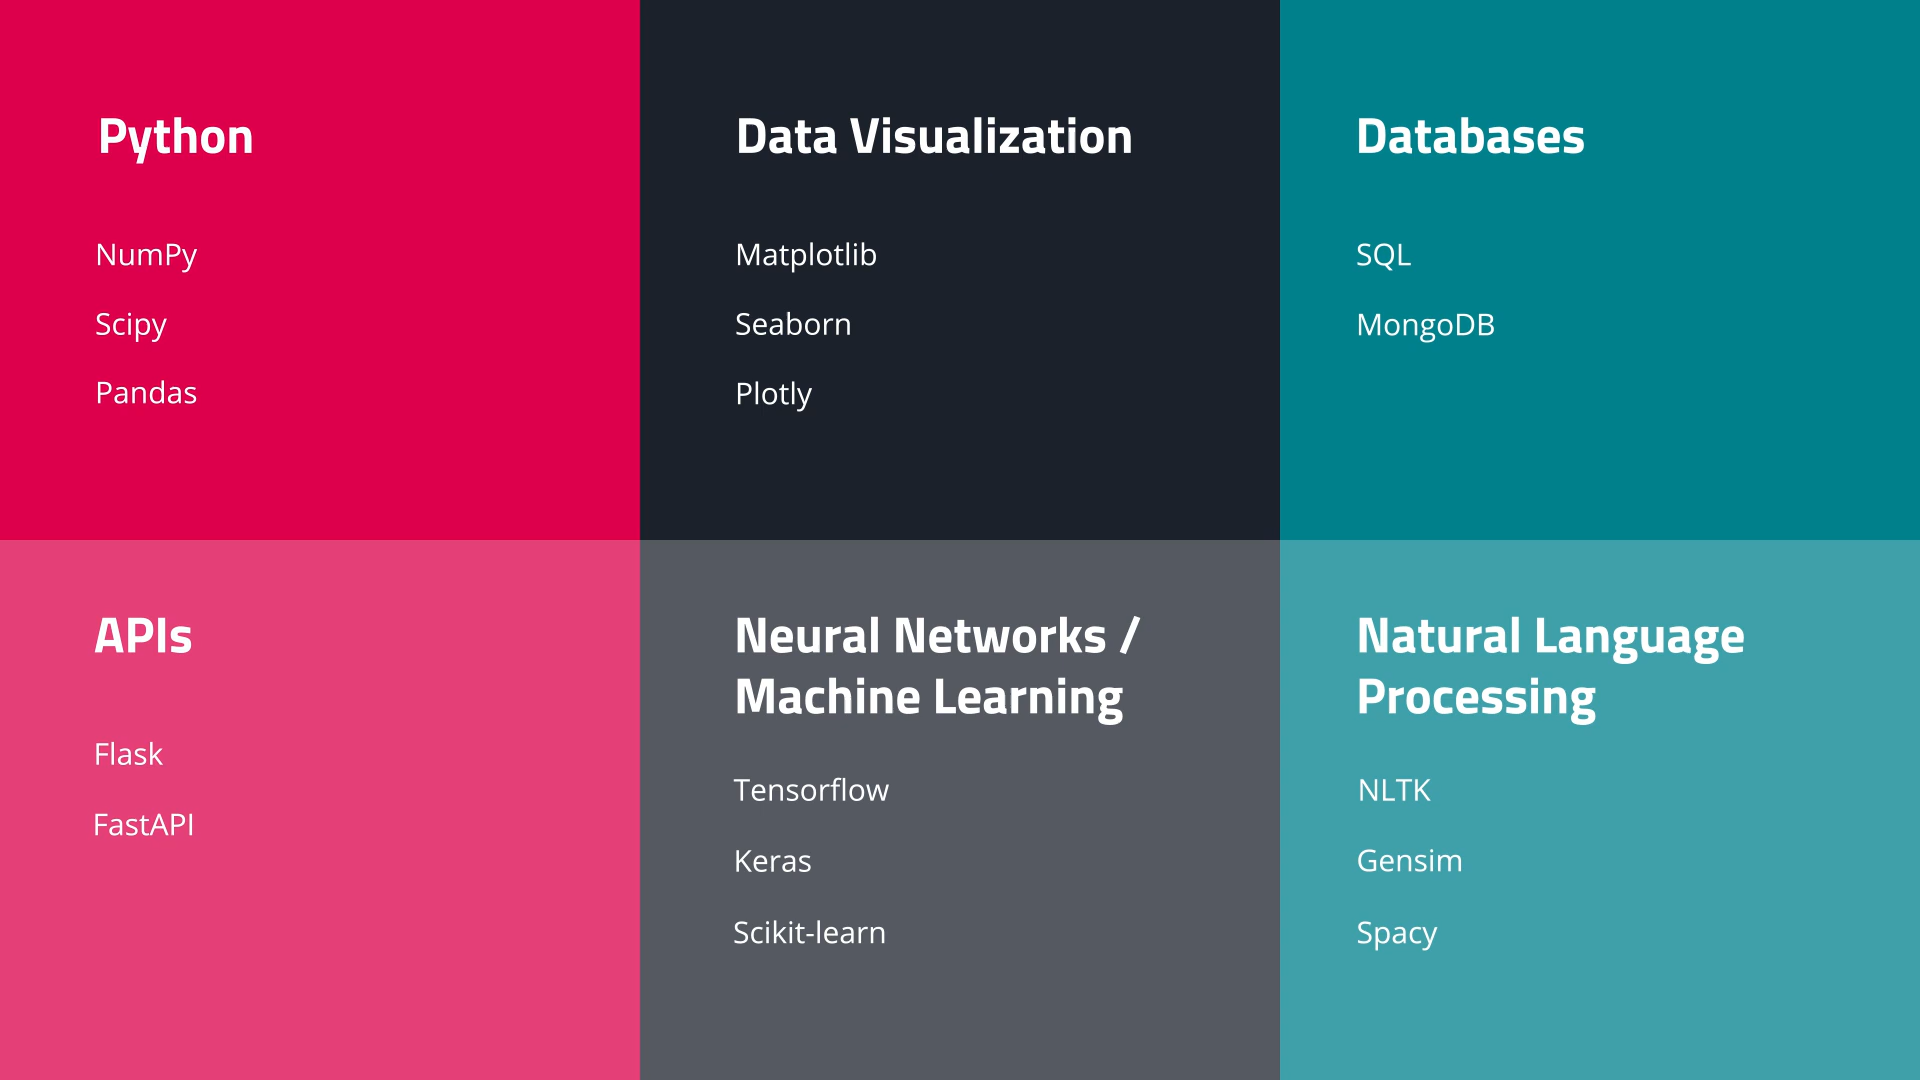 Python
NumPy
Scipy
Pandas
Data Visualization
Matplotlib
Seaborn
Plotly
Databases
SQL
MongoDB
APIs
Flask
FastAPI
Neural Networks /
Machine Learning
Tensorflow
Keras
Scikit-learn
Natural Language
Processing
NLTK
Gensim
Spacy